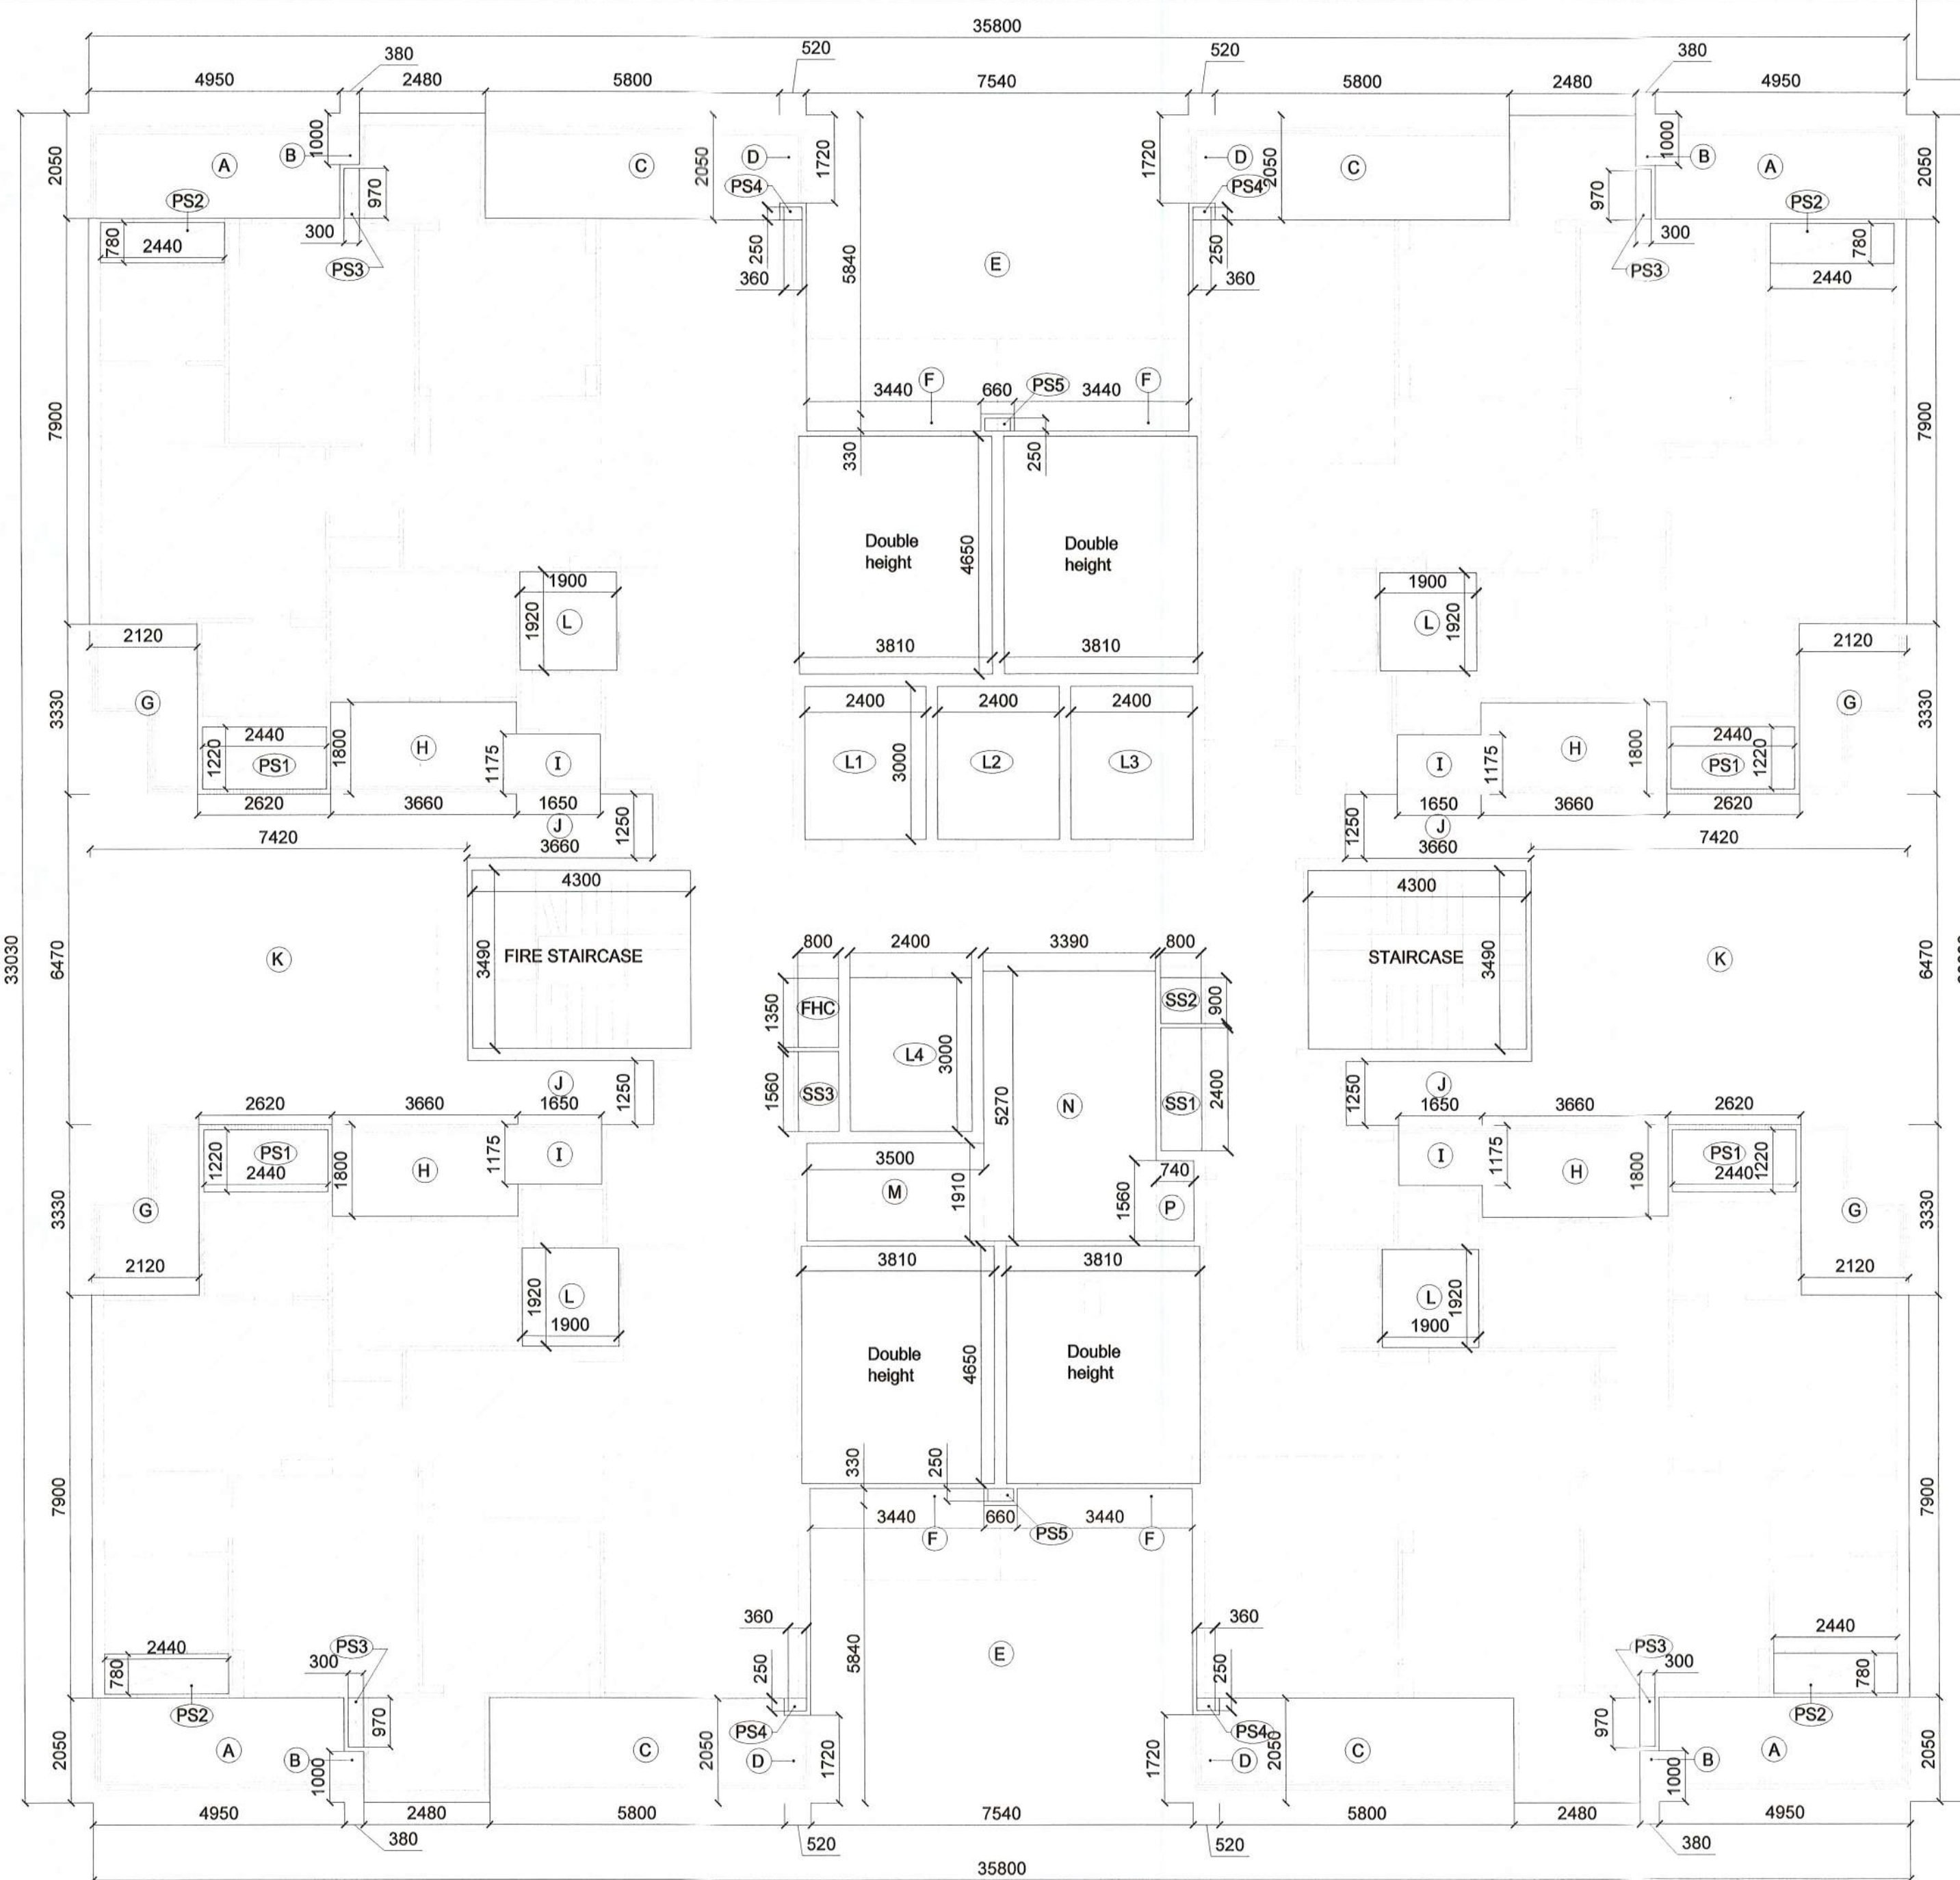 35800
380 520 520 380
4950 2480 5800 7540 5800 2480 4950
2050 1000 2050 1720 1720 2050 1000 2050
A B C D E D C B A
PS2 PS3 PS4 PS4 PS3 PS2
970 970
780 2440 300 250 360 5840 250 360 300 780 2440
7900 7900
F F
3440 660 PS5 3440
330 250
Double
height
4650
Double
height
3810 3810
1900 1900
1920 L L 1920
2120 2120
33030
3330 G G 3330
2400 2400 2400
L1 3000 L2 L3
2440 1220 PS1 1800 H 1175 I
I 1175 H 1800 2440 PS1 1220
2620 3660 1650 1650 3660 2620
J 1250 1250 J
7420 3660 3660 7420
4300 4300
6470 K 3490 FIRE STAIRCASE STAIRCASE 3490 K 6470
800 2400 3390 800
1350 FHC SS2 900
L4 3000
1560 SS3 5270 N SS1 2400
J 1250 1250 J
2620 3660 1650 1650 3660 2620
1220 PS1 2440 1800 H 1175 I
I 1175 H 1800 PS1 2440 1220
3500 740
M 1910 1560 P
3330 G G 3330
2120 2120
1920 L L 1920
1900 1900
3810 3810
Double
height
4650
Double
height
330 250
3440 660 3440
F PS5 F
7900 7900
360 360
2440 PS3 300 250 5840 E 250 PS3 300 2440
780 780
PS2 970 PS4 PS4 970 PS2
2050 A B 1000 C 2050 D 1720 1720 D 2050 C B 1000 A 2050
4950 2480 5800 7540 5800 2480 4950
380 520 520 380
35800